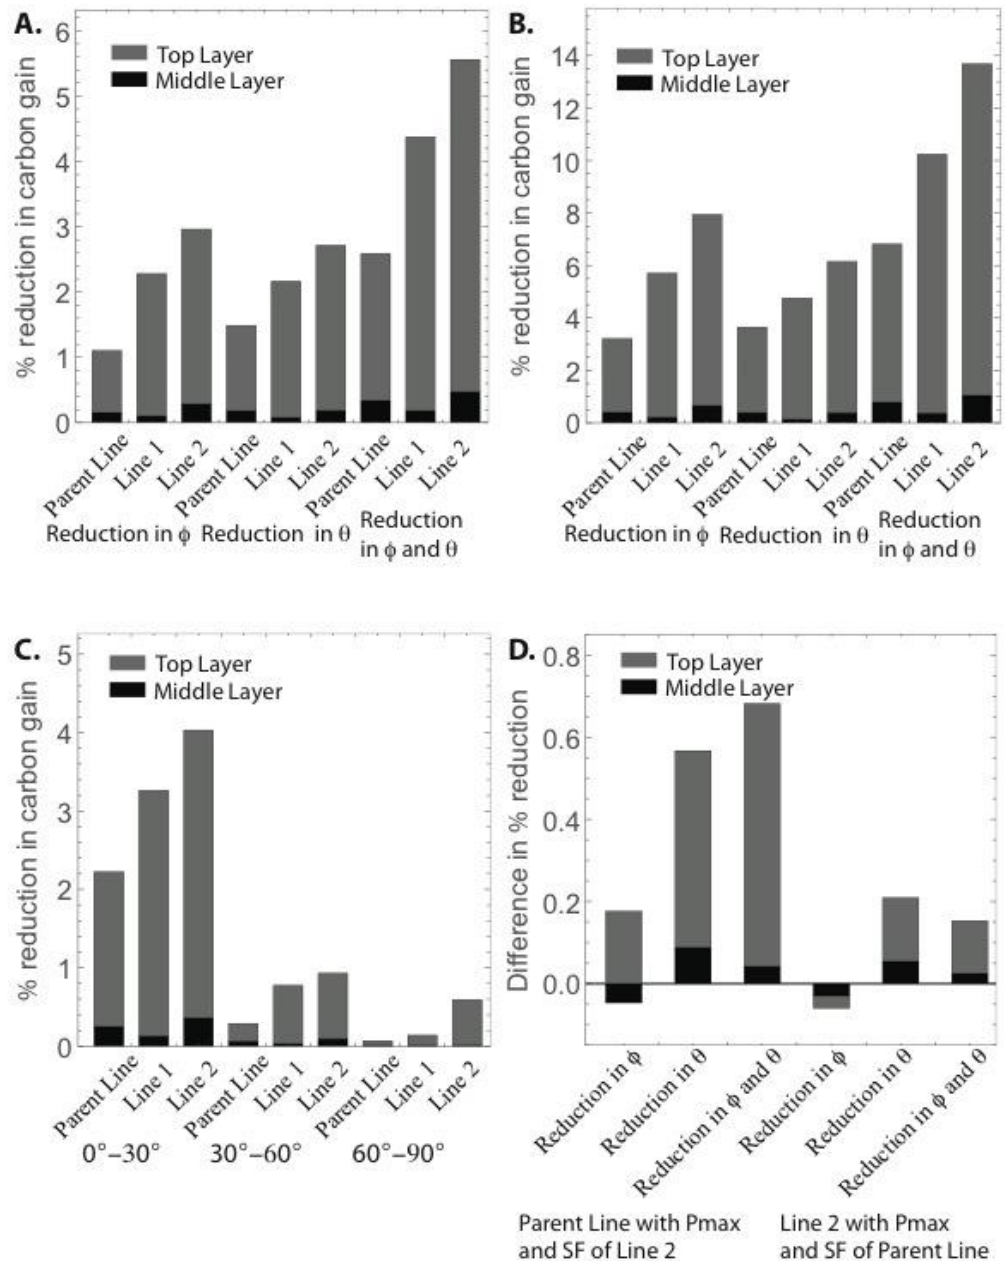 A.
% reduction in carbon gain
6
5
4
3
2
1
0
Top Layer
Middle Layer
Parent Line
Line 1
Line 2
Parent Line
Line 1
Line 2
Parent Line
Line 1
Line 2
Reduction in ϕ
Reduction in θ
Reduction
in ϕ and θ
B.
% reduction in carbon gain
14
12
10
8
6
4
2
0
Top Layer
Middle Layer
Parent Line
Line 1
Line 2
Parent Line
Line 1
Line 2
Parent Line
Line 1
Line 2
Reduction in ϕ
Reduction in θ
Reduction
in ϕ and θ
C.
% reduction in carbon gain
5
4
3
2
1
0
Top Layer
Middle Layer
Parent Line
Line 1
Line 2
Parent Line
Line 1
Line 2
Parent Line
Line 1
Line 2
0°–30°
30°–60°
60°–90°
D.
Difference in % reduction
0.8
0.6
0.4
0.2
0.0
Top Layer
Middle Layer
Reduction in ϕ
Reduction in θ
Reduction in ϕ and θ
Reduction in ϕ
Reduction in θ
Reduction in ϕ and θ
Parent Line with Pmax
and SF of Line 2
Line 2 with Pmax
and SF of Parent Line